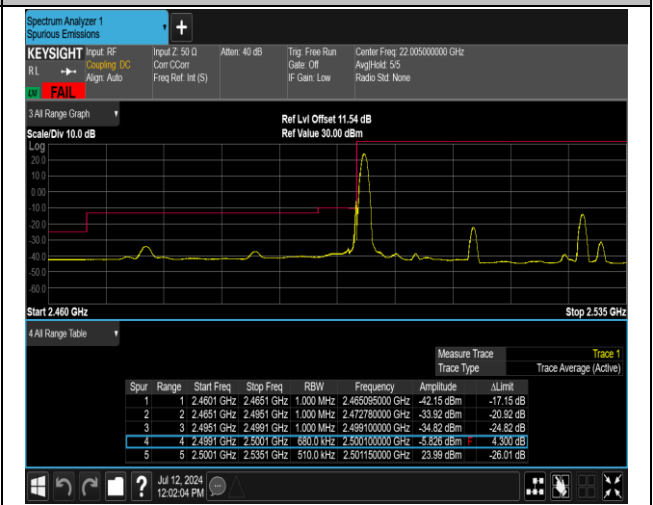 Spectrum Analyzer 1
Spurious Emissions
+
KEYSIGHT Input: RF
RL Coupling: DC
Align: Auto
Input Z: 50 Ω
Corr CCorr
Freq Ref: Int (S)
Atten: 40 dB
Trig: Free Run
Gate: Off
IF Gain: Low
Center Freq: 22.005000000 GHz
Avg|Hold: 5/5
Radio Std: None
LXI FAIL
3 All Range Graph
Ref Lvl Offset 11.54 dB
Scale/Div 10.0 dB Ref Value 30.00 dBm
Log
20.0
10.0
0.00
-10.0
-20.0
-30.0
-40.0
-50.0
-60.0
Start 2.460 GHz Stop 2.535 GHz
4 All Range Table
Measure Trace Trace 1
Trace Type Trace Average (Active)
Spur Range Start Freq Stop Freq RBW Frequency Amplitude ΔLimit
1 1 2.4601 GHz 2.4651 GHz 1.000 MHz 2.465095000 GHz -42.15 dBm -17.15 dB
2 2 2.4651 GHz 2.4951 GHz 1.000 MHz 2.472780000 GHz -33.92 dBm -20.92 dB
3 3 2.4951 GHz 2.4991 GHz 1.000 MHz 2.499100000 GHz -34.82 dBm -24.82 dB
4 4 2.4991 GHz 2.5001 GHz 680.0 kHz 2.500100000 GHz -5.826 dBm F 4.300 dB
5 5 2.5001 GHz 2.5351 GHz 510.0 kHz 2.501150000 GHz 23.99 dBm -26.01 dB
? Jul 12, 2024
12:02:04 PM